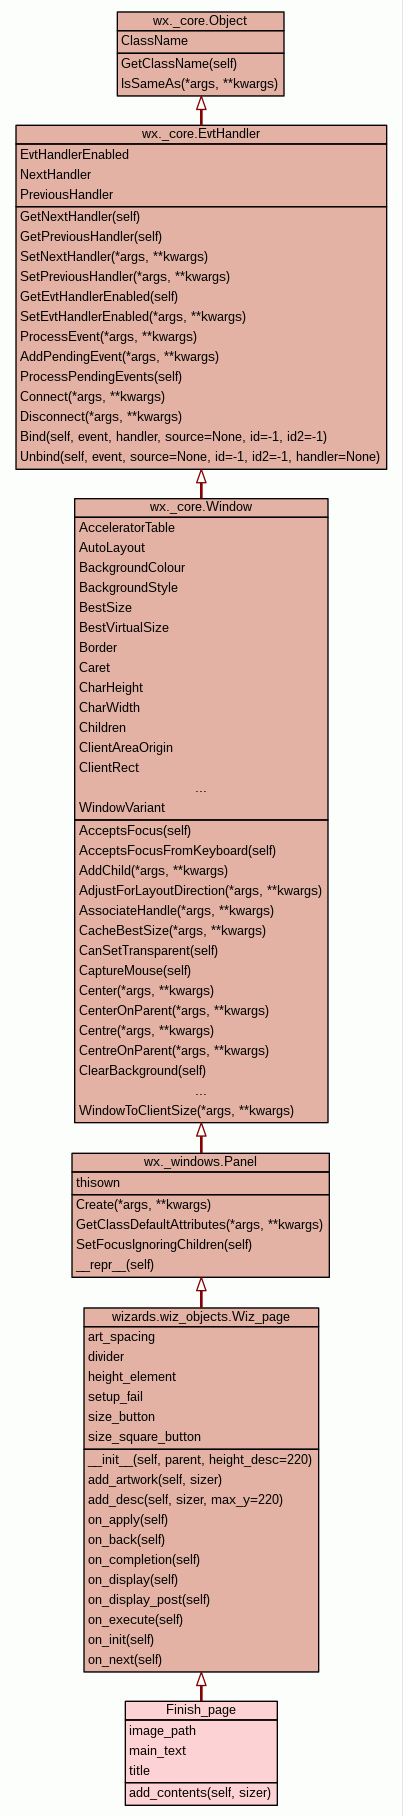 wx._core.Object
ClassName
GetClassName(self)
IsSameAs(*args, **kwargs)
wx._core.EvtHandler
EvtHandlerEnabled
NextHandler
PreviousHandler
GetNextHandler(self)
GetPreviousHandler(self)
SetNextHandler(*args, **kwargs)
SetPreviousHandler(*args, **kwargs)
GetEvtHandlerEnabled(self)
SetEvtHandlerEnabled(*args, **kwargs)
ProcessEvent(*args, **kwargs)
AddPendingEvent(*args, **kwargs)
ProcessPendingEvents(self)
Connect(*args, **kwargs)
Disconnect(*args, **kwargs)
Bind(self, event, handler, source=None, id=-1, id2=-1)
Unbind(self, event, source=None, id=-1, id2=-1, handler=None)
wx._core.Window
AcceleratorTable
AutoLayout
BackgroundColour
BackgroundStyle
BestSize
BestVirtualSize
Border
Caret
CharHeight
CharWidth
Children
ClientAreaOrigin
ClientRect
...
WindowVariant
AcceptsFocus(self)
AcceptsFocusFromKeyboard(self)
AddChild(*args, **kwargs)
AdjustForLayoutDirection(*args, **kwargs)
AssociateHandle(*args, **kwargs)
CacheBestSize(*args, **kwargs)
CanSetTransparent(self)
CaptureMouse(self)
Center(*args, **kwargs)
CenterOnParent(*args, **kwargs)
Centre(*args, **kwargs)
CentreOnParent(*args, **kwargs)
ClearBackground(self)
...
WindowToClientSize(*args, **kwargs)
wx._windows.Panel
thisown
Create(*args, **kwargs)
GetClassDefaultAttributes(*args, **kwargs)
SetFocusIgnoringChildren(self)
__repr__(self)
wizards.wiz_objects.Wiz_page
art_spacing
divider
height_element
setup_fail
size_button
size_square_button
__init__(self, parent, height_desc=220)
add_artwork(self, sizer)
add_desc(self, sizer, max_y=220)
on_apply(self)
on_back(self)
on_completion(self)
on_display(self)
on_display_post(self)
on_execute(self)
on_init(self)
on_next(self)
Finish_page
image_path
main_text
title
add_contents(self, sizer)